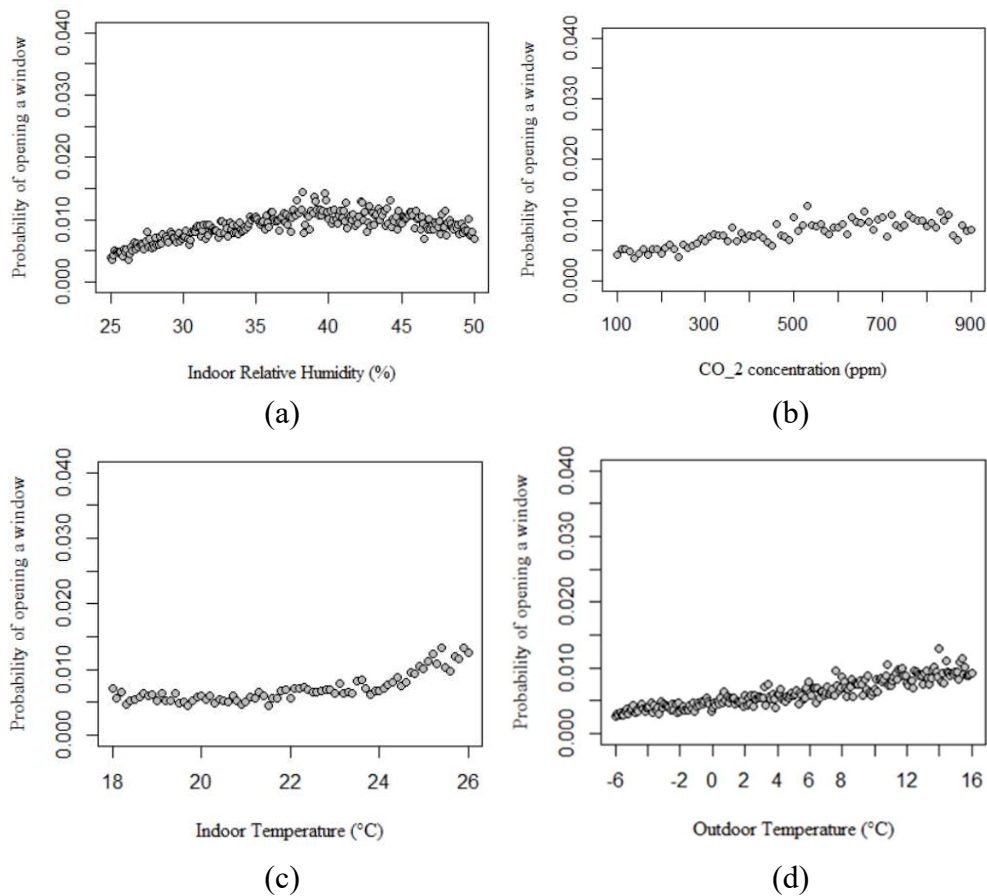 Probability of opening a window
0.000 0.010 0.020 0.030 0.040
25 30 35 40 45 50
Indoor Relative Humidity (%)
(a)
Probability of opening a window
0.000 0.010 0.020 0.030 0.040
100 300 500 700 900
CO_2 concentration (ppm)
(b)
Probability of opening a window
0.000 0.010 0.020 0.030 0.040
18 20 22 24 26
Indoor Temperature (°C)
(c)
Probability of opening a window
0.000 0.010 0.020 0.030 0.040
-6 -2 0 2 4 6 8 12 16
Outdoor Temperature (°C)
(d)